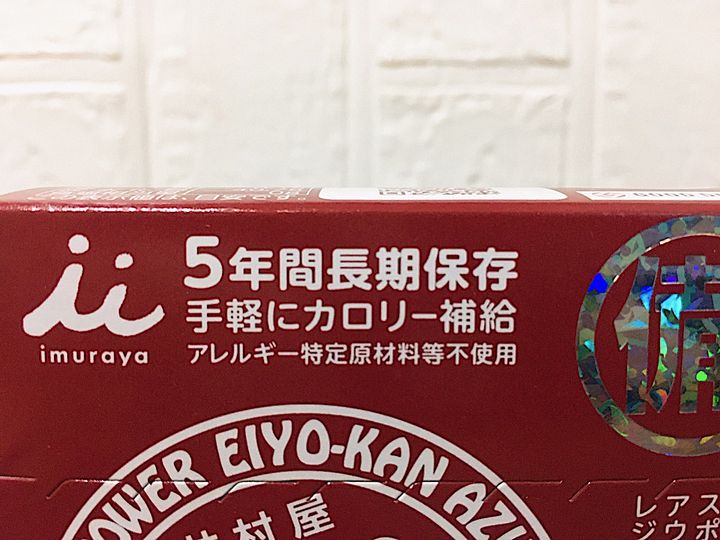 imuraya
5年間長期保存
手軽にカロリー補給
アレルギー特定原材料等不使用
備
POWER EIYO-KAN AZU
井村屋
レアス
ジウポ